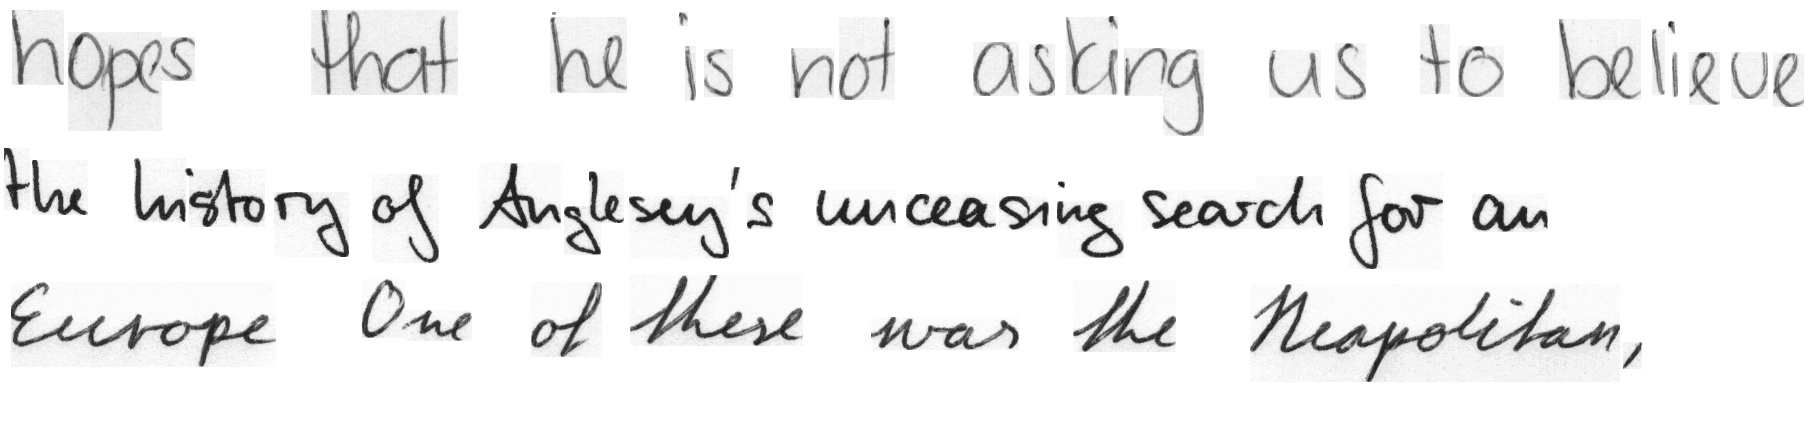 hopes that he is not asking us to believe
the history of Anglesey's unceasing search for an
Europe One of these was the Neapolitan,